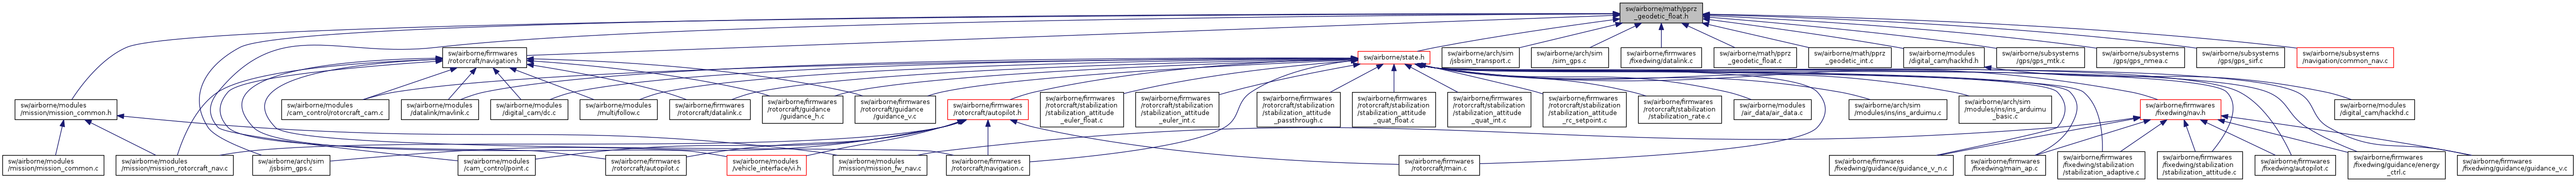 sw/airborne/math/pprz
_geodetic_float.h
sw/airborne/firmwares
/rotorcraft/navigation.h
sw/airborne/state.h
sw/airborne/arch/sim
/jsbsim_transport.c
sw/airborne/arch/sim
/sim_gps.c
sw/airborne/firmwares
/fixedwing/datalink.c
sw/airborne/math/pprz
_geodetic_float.c
sw/airborne/math/pprz
_geodetic_int.c
sw/airborne/modules
/digital_cam/hackhd.h
sw/airborne/subsystems
/gps/gps_mtk.c
sw/airborne/subsystems
/gps/gps_nmea.c
sw/airborne/subsystems
/gps/gps_sirf.c
sw/airborne/subsystems
/navigation/common_nav.c
sw/airborne/modules
/mission/mission_common.h
sw/airborne/modules
/cam_control/rotorcraft_cam.c
sw/airborne/modules
/datalink/mavlink.c
sw/airborne/modules
/digital_cam/dc.c
sw/airborne/modules
/multi/follow.c
sw/airborne/firmwares
/rotorcraft/datalink.c
sw/airborne/firmwares
/rotorcraft/guidance
/guidance_h.c
sw/airborne/firmwares
/rotorcraft/guidance
/guidance_v.c
sw/airborne/firmwares
/rotorcraft/autopilot.h
sw/airborne/firmwares
/rotorcraft/stabilization
/stabilization_attitude
_euler_float.c
sw/airborne/firmwares
/rotorcraft/stabilization
/stabilization_attitude
_euler_int.c
sw/airborne/firmwares
/rotorcraft/stabilization
/stabilization_attitude
_passthrough.c
sw/airborne/firmwares
/rotorcraft/stabilization
/stabilization_attitude
_quat_float.c
sw/airborne/firmwares
/rotorcraft/stabilization
/stabilization_attitude
_quat_int.c
sw/airborne/firmwares
/rotorcraft/stabilization
/stabilization_attitude
_rc_setpoint.c
sw/airborne/firmwares
/rotorcraft/stabilization
/stabilization_rate.c
sw/airborne/modules
/air_data/air_data.c
sw/airborne/arch/sim
/modules/ins/ins_arduimu.c
sw/airborne/arch/sim
/modules/ins/ins_arduimu
_basic.c
sw/airborne/firmwares
/fixedwing/nav.h
sw/airborne/modules
/digital_cam/hackhd.c
sw/airborne/modules
/mission/mission_common.c
sw/airborne/modules
/mission/mission_rotorcraft_nav.c
sw/airborne/arch/sim
/jsbsim_gps.c
sw/airborne/modules
/cam_control/point.c
sw/airborne/firmwares
/rotorcraft/autopilot.c
sw/airborne/modules
/vehicle_interface/vi.h
sw/airborne/modules
/mission/mission_fw_nav.c
sw/airborne/firmwares
/rotorcraft/navigation.c
sw/airborne/firmwares
/rotorcraft/main.c
sw/airborne/firmwares
/fixedwing/guidance/guidance_v_n.c
sw/airborne/firmwares
/fixedwing/main_ap.c
sw/airborne/firmwares
/fixedwing/stabilization
/stabilization_adaptive.c
sw/airborne/firmwares
/fixedwing/stabilization
/stabilization_attitude.c
sw/airborne/firmwares
/fixedwing/autopilot.c
sw/airborne/firmwares
/fixedwing/guidance/energy
_ctrl.c
sw/airborne/firmwares
/fixedwing/guidance/guidance_v.c